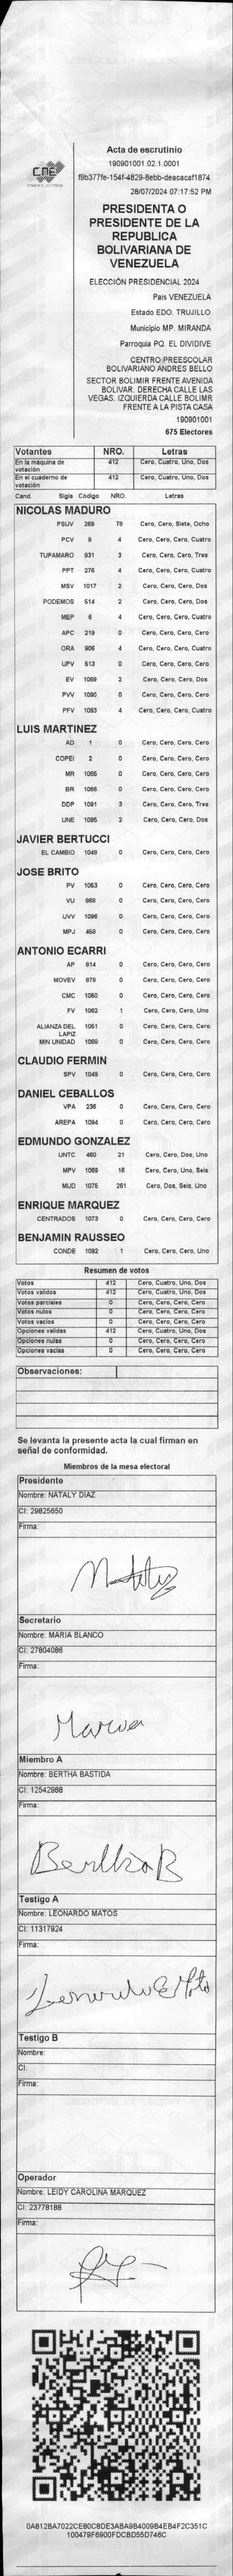 CNE
Acta de escrutinio
190901001.02.1.0001
f9b377fe-154f-4829-8ebb-deacacaf1874
28/07/2024 07:17:52 PM
PRESIDENTA O
PRESIDENTE DE LA
REPUBLICA
BOLIVARIANA DE
VENEZUELA
ELECCIÓN PRESIDENCIAL 2024
Pais VENEZUELA
Estado EDO. TRUJILLO
Municipio MP. MIRANDA
Parroquia PQ. EL DIVIDIVE
CENTRO PREESCOLAR
BOLIVARIANO ANDRES BELLO
SECTOR BOLIMIR FRENTE AVENIDA
BOLIVAR. DERECHA CALLE LAS
VEGAS. IZQUIERDA CALLE BOLIMR
FRENTE A LA PISTA CASA
190901001
675 Electores
Votantes NRO. Letras
En la máquina de votación 412 Cero, Cuatro, Uno, Dos
En el cuaderno de votación 412 Cero, Cuatro, Uno, Dos
Cand. Sigla Código NRO. Letras
NICOLAS MADURO
PSUV 269 78 Cero, Cero, Siete, Ocho
PCV 9 4 Cero, Cero, Cero, Cuatro
TUPAMARO 931 3 Cero, Cero, Cero, Tres
PPT 276 4 Cero, Cero, Cero, Cuatro
MSV 1017 2 Cero, Cero, Cero, Dos
PODEMOS 514 2 Cero, Cero, Cero, Dos
MEP 6 4 Cero, Cero, Cero, Cuatro
APC 219 0 Cero, Cero, Cero, Cero
ORA 906 4 Cero, Cero, Cero, Cuatro
UPV 513 0 Cero, Cero, Cero, Cero
EV 1089 2 Cero, Cero, Cero, Dos
PVV 1090 0 Cero, Cero, Cero, Cero
PFV 1093 4 Cero, Cero, Cero, Cuatro
LUIS MARTINEZ
AD 1 0 Cero, Cero, Cero, Cero
COPEI 2 0 Cero, Cero, Cero, Cero
MR 1065 0 Cero, Cero, Cero, Cero
BR 1066 0 Cero, Cero, Cero, Cero
DDP 1091 3 Cero, Cero, Cero, Tres
UNE 1095 2 Cero, Cero, Cero, Dos
JAVIER BERTUCCI
EL CAMBIO 1048 0 Cero, Cero, Cero, Cero
JOSE BRITO
PV 1053 0 Cero, Cero, Cero, Cero
VU 868 0 Cero, Cero, Cero, Cero
UVV 1096 0 Cero, Cero, Cero, Cero
MPJ 458 0 Cero, Cero, Cero, Cero
ANTONIO ECARRI
AP 814 0 Cero, Cero, Cero, Cero
MOVEV 878 0 Cero, Cero, Cero, Cero
CMC 1050 0 Cero, Cero, Cero, Cero
FV 1062 1 Cero, Cero, Cero, Uno
ALIANZA DEL LAPIZ 1051 0 Cero, Cero, Cero, Cero
MIN UNIDAD 1069 0 Cero, Cero, Cero, Cero
CLAUDIO FERMIN
SPV 1049 0 Cero, Cero, Cero, Cero
DANIEL CEBALLOS
VPA 236 0 Cero, Cero, Cero, Cero
AREPA 1094 0 Cero, Cero, Cero, Cero
EDMUNDO GONZALEZ
UNTC 460 21 Cero, Cero, Dos, Uno
MPV 1069 16 Cero, Cero, Uno, Seis
MUD 1075 261 Cero, Dos, Seis, Uno
ENRIQUE MARQUEZ
CENTRADOS 1073 0 Cero, Cero, Cero, Cero
BENJAMIN RAUSSEO
CONDE 1092 1 Cero, Cero, Cero, Uno
Resumen de votos
Votos 412 Cero, Cuatro, Uno, Dos
Votos validos 412 Cero, Cuatro, Uno, Dos
Votos parciales 0 Cero, Cero, Cero, Cero
Votos nulos 0 Cero, Cero, Cero, Cero
Votos vacios 0 Cero, Cero, Cero, Cero
Opciones validas 412 Cero, Cuatro, Uno, Dos
Opciones nulas 0 Cero, Cero, Cero, Cero
Opciones vacias 0 Cero, Cero, Cero, Cero
Observaciones:
Se levanta la presente acta la cual firman en
señal de conformidad.
Miembros de la mesa electoral
Presidente
Nombre: NATALY DIAZ
CI: 29825650
Firma:
Nataly
Secretario
Nombre: MARIA BLANCO
CI: 27804086
Firma:
Maria
Miembro A
Nombre: BERTHA BASTIDA
CI: 12542988
Firma:
Bertha B
Testigo A
Nombre: LEONARDO MATOS
CI: 11317924
Firma:
Testigo B
Nombre:
CI:
Firma:
Operador
Nombre: LEIDY CAROLINA MARQUEZ
CI: 23778188
Firma:
0A812BA7022CE80C8DE3ABA9B4009B4EB4F2C351C
100479F6900FDCBD55D746C